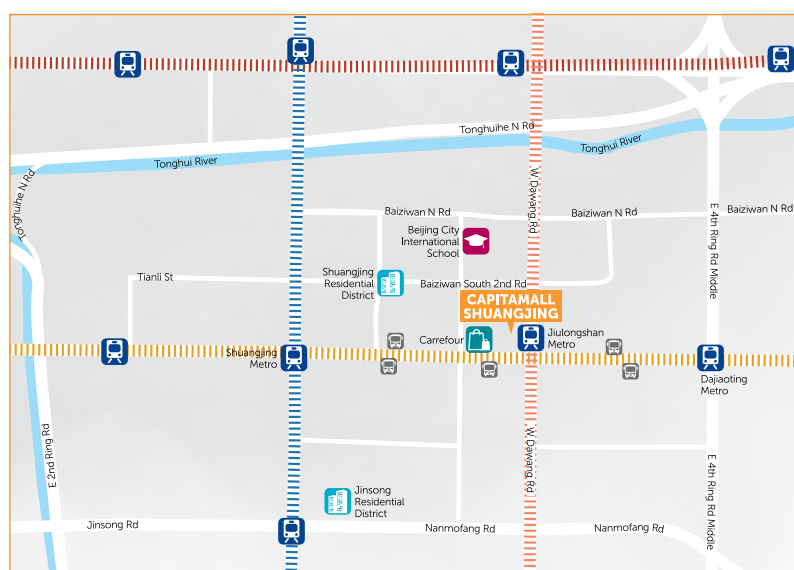 Tonghuihe N Rd
Tonghui River
Tonghui River
Tonghuihe N Rd
W Dawang Rd
E 4th Ring Rd Middle
Baiziwan N Rd
Baiziwan N Rd
Baiziwan N Rd
Beijing City
International
School
Tianli St
Shuangjing
Residential
District
Baiziwan South 2nd Rd
CAPITAMALL
SHUANGJING
Carrefour
Jiulongshan
Metro
Shuangjing
Metro
Dajiaoting
Metro
E 2nd Ring Rd
W Dawang Rd
E 4th Ring Rd Middle
Jinsong
Residential
District
Jinsong Rd
Nanmofang Rd
Nanmofang Rd